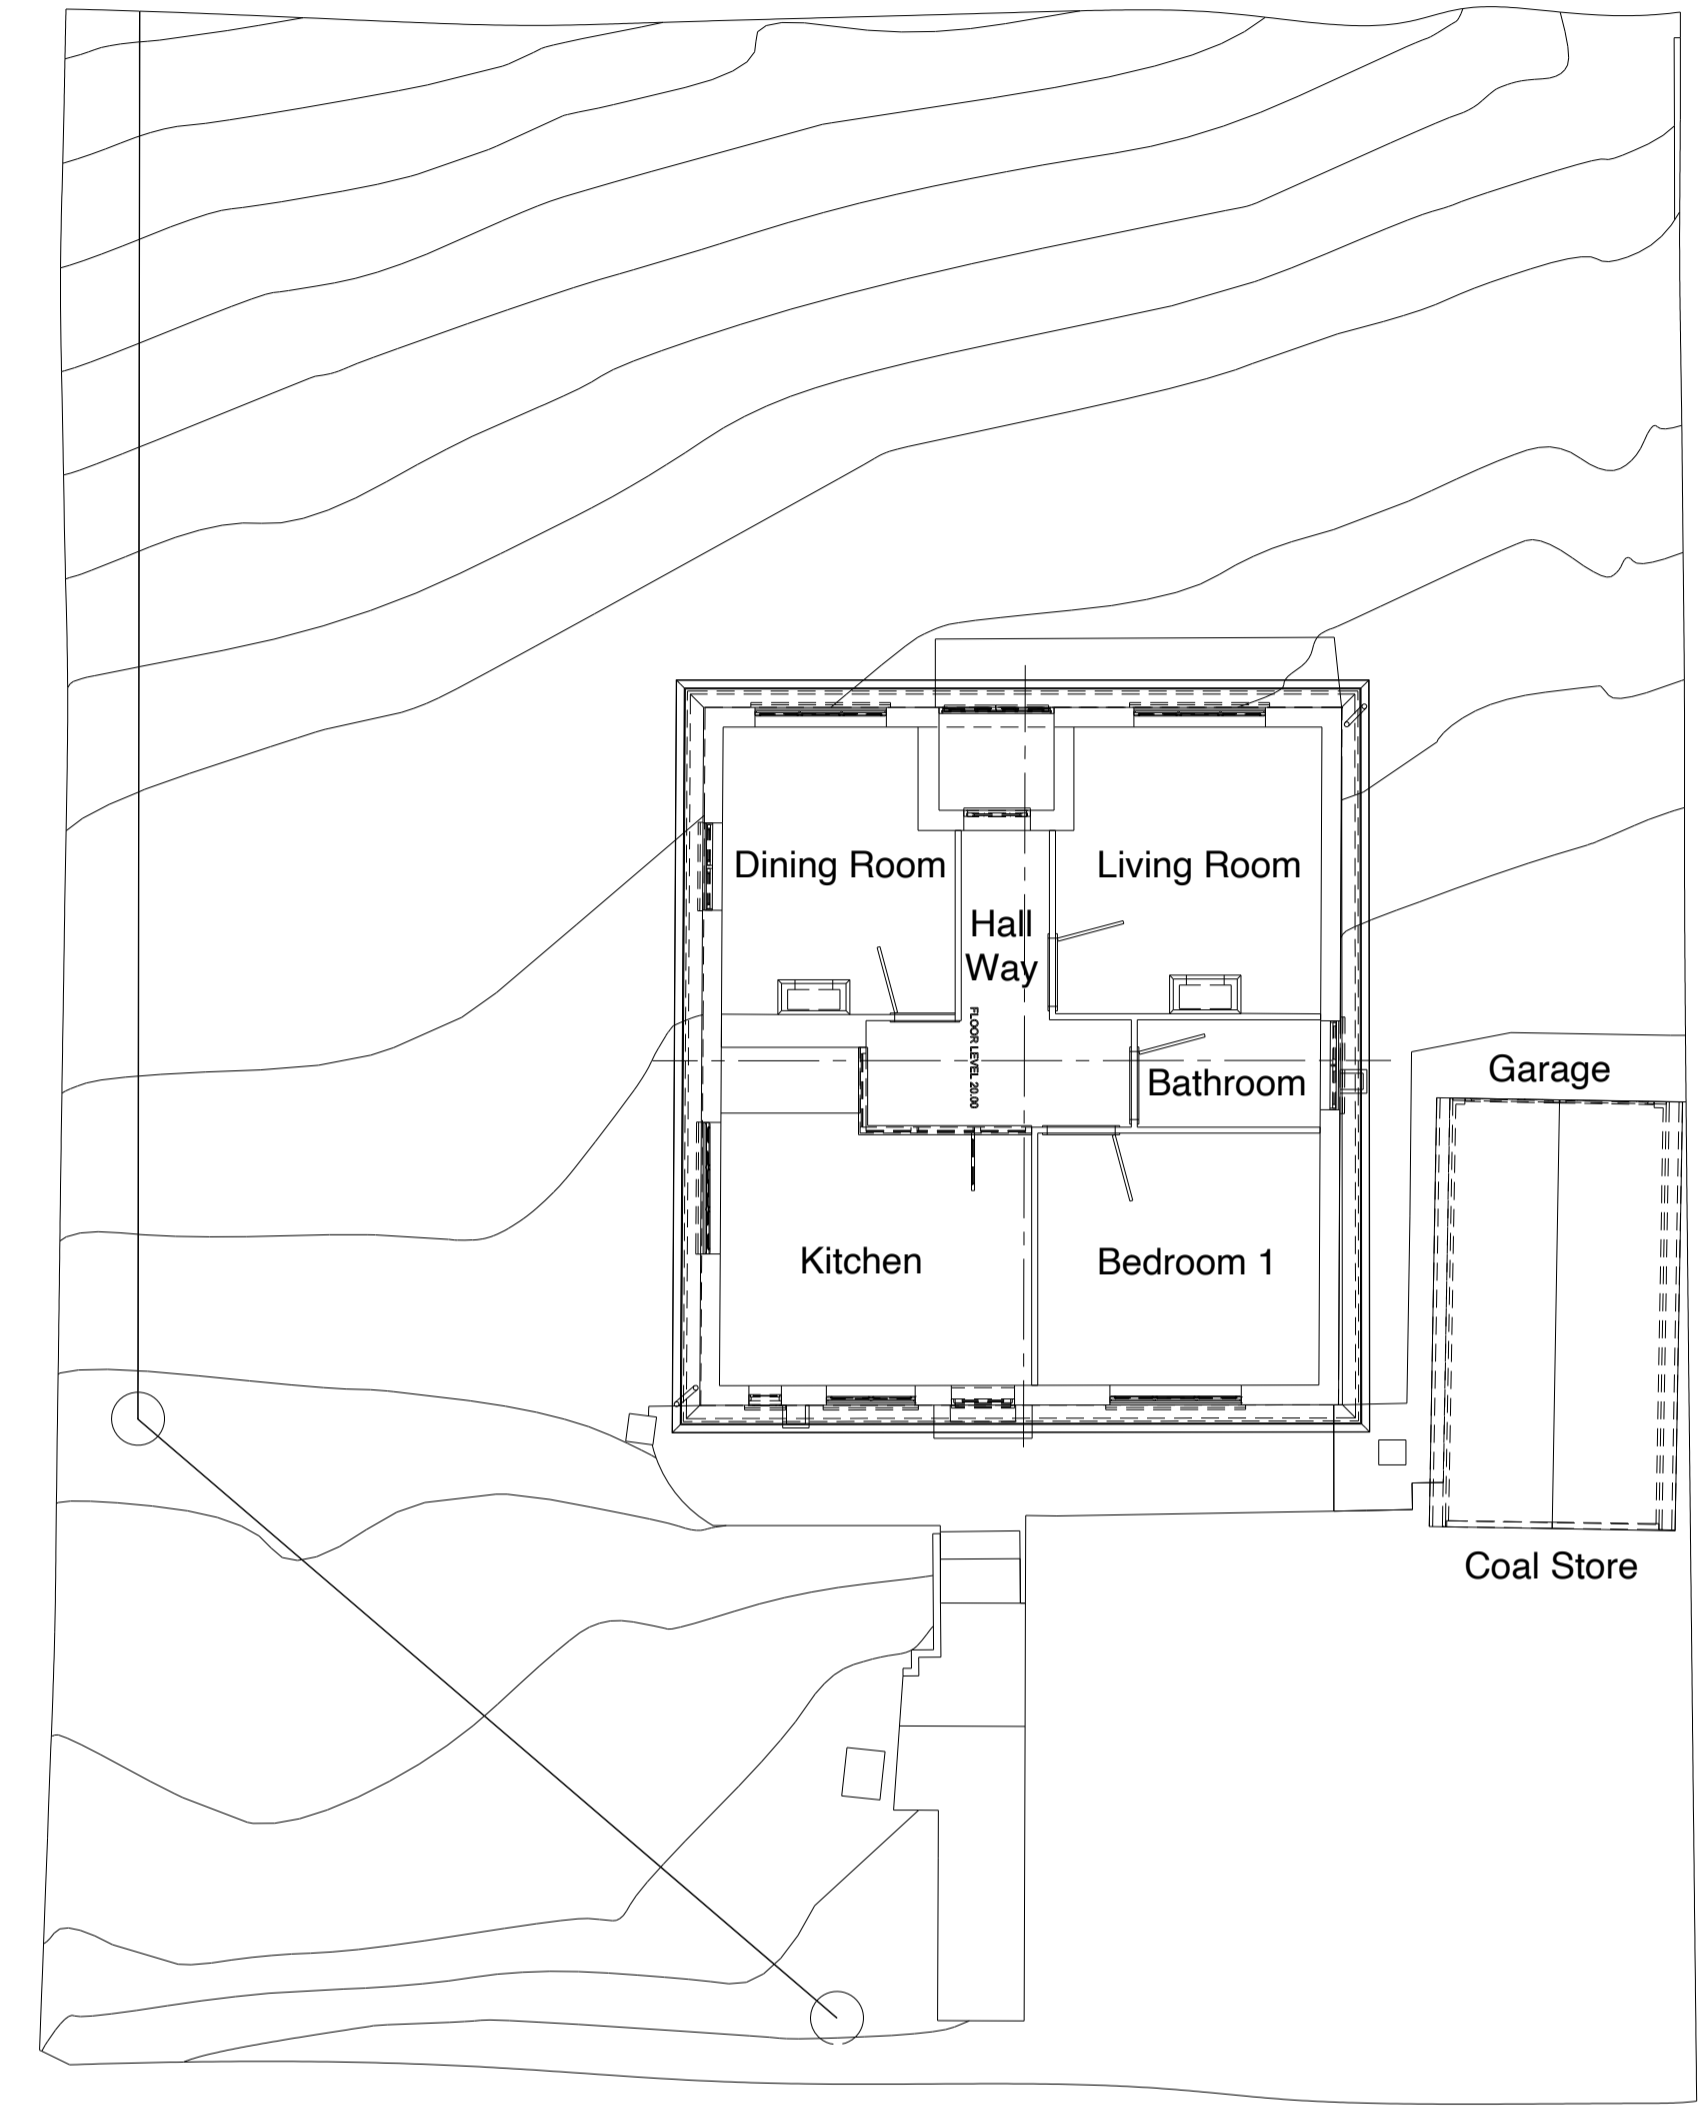 Dining Room
Living Room
Hall
Way
FLOOR LEVEL 20.00
Bathroom
Garage
Kitchen
Bedroom 1
Coal Store